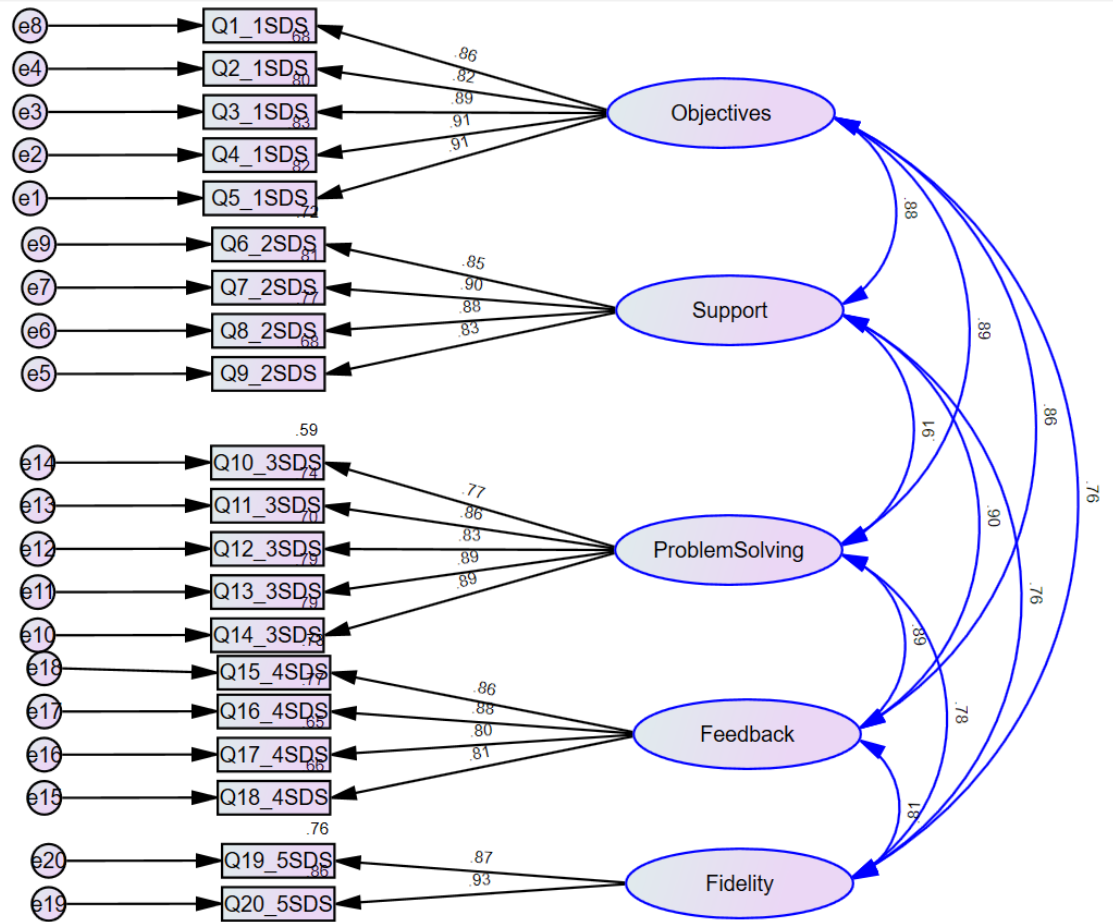 e8 Q1_1SDS
.68
e4 Q2_1SDS
.80
e3 Q3_1SDS
.83
e2 Q4_1SDS
.82
e1 Q5_1SDS
.86
.82
.89
.91
.91
Objectives
.72
e9 Q6_2SDS
.81
e7 Q7_2SDS
.77
e6 Q8_2SDS
.68
e5 Q9_2SDS
.85
.90
.88
.83
Support
.59
e14 Q10_3SDS
.74
e13 Q11_3SDS
.70
e12 Q12_3SDS
.79
e11 Q13_3SDS
.79
e10 Q14_3SDS
.77
.86
.83
.89
.89
ProblemSolving
e18 Q15_4SDS
.77
e17 Q16_4SDS
.65
e16 Q17_4SDS
.66
e15 Q18_4SDS
.86
.88
.80
.81
Feedback
.76
e20 Q19_5SDS
.86
e19 Q20_5SDS
.87
.93
Fidelity
.88
.89
.86
.76
.91
.90
.76
.89
.78
.81